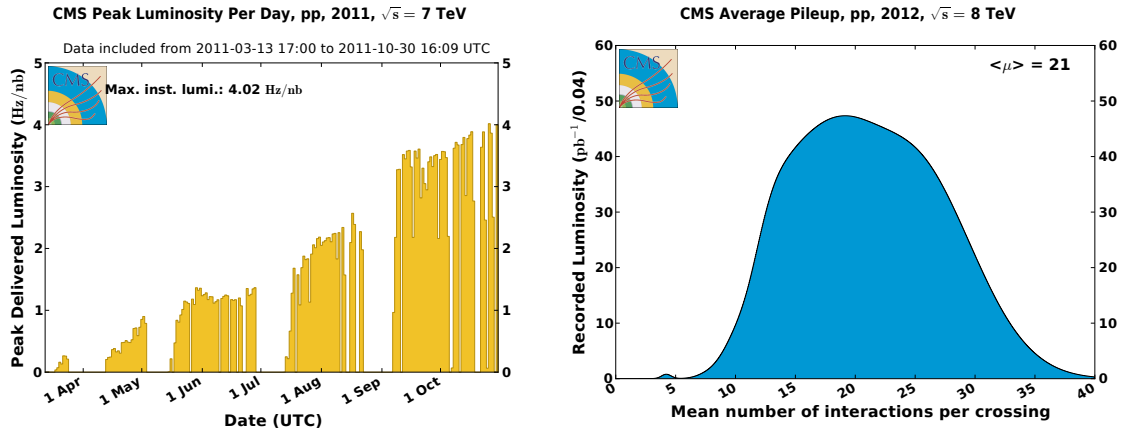 CMS Peak Luminosity Per Day, pp, 2011, √s = 7 TeV
Data included from 2011-03-13 17:00 to 2011-10-30 16:09 UTC
CMS
Max. inst. lumi.: 4.02 Hz/nb
Peak Delivered Luminosity (Hz/nb)
5
4
3
2
1
0
5
4
3
2
1
0
1 Apr
1 May
1 Jun
1 Jul
1 Aug
1 Sep
1 Oct
Date (UTC)
CMS Average Pileup, pp, 2012, √s = 8 TeV
CMS
<μ> = 21
Recorded Luminosity (pb⁻¹/0.04)
60
50
40
30
20
10
0
60
50
40
30
20
10
0
0
5
10
15
20
25
30
35
40
Mean number of interactions per crossing